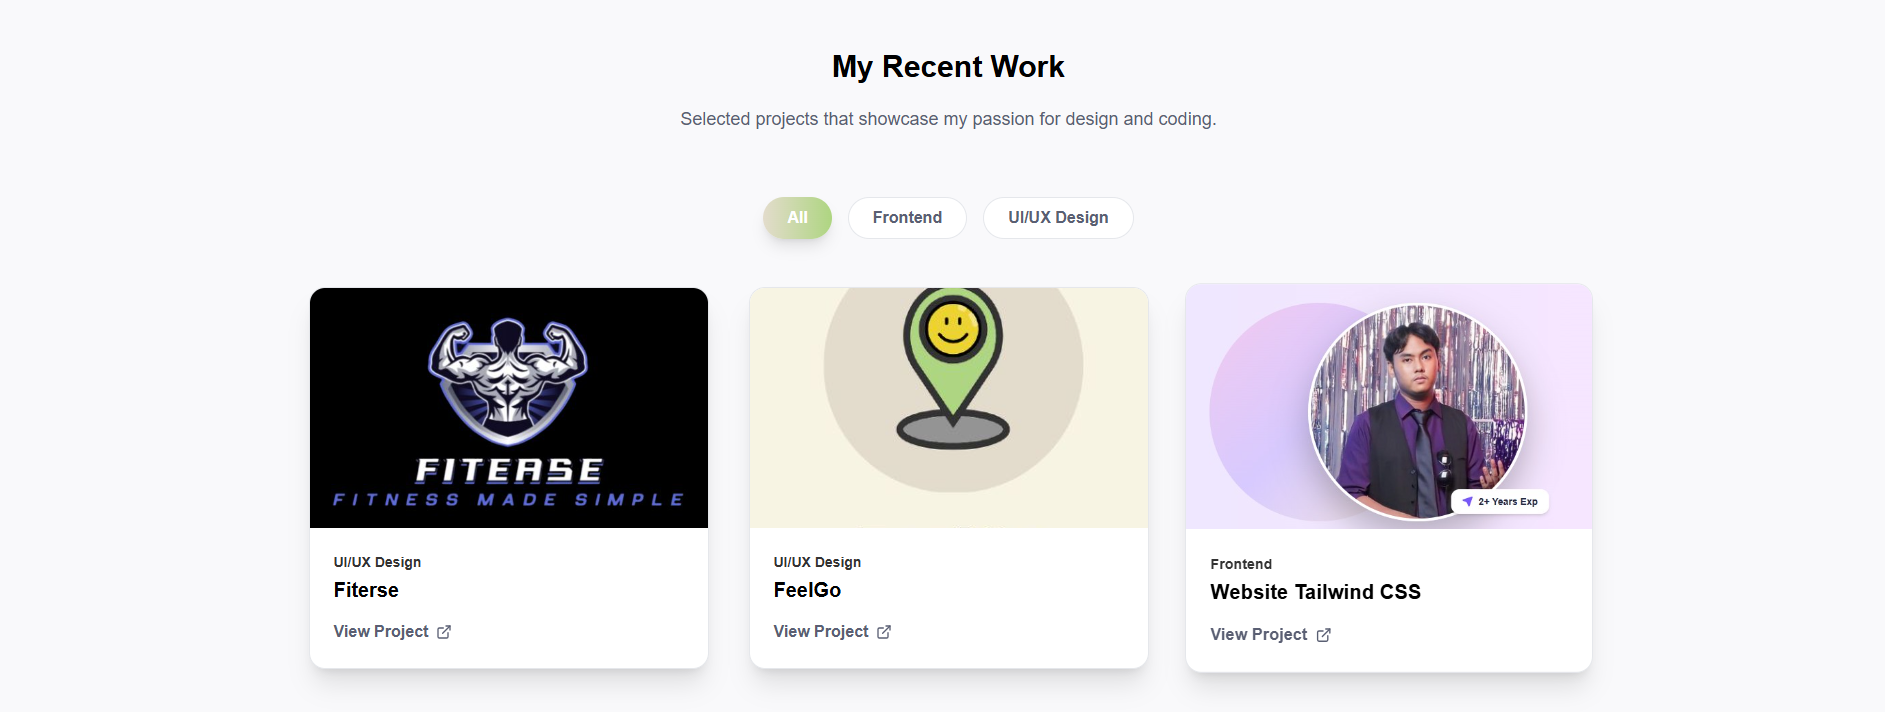 My Recent Work
Selected projects that showcase my passion for design and coding.
All
Frontend
UI/UX Design
FITERSE
FITNESS MADE SIMPLE
2+ Years Exp
UI/UX Design
Fiterse
View Project
UI/UX Design
FeelGo
View Project
Frontend
Website Tailwind CSS
View Project